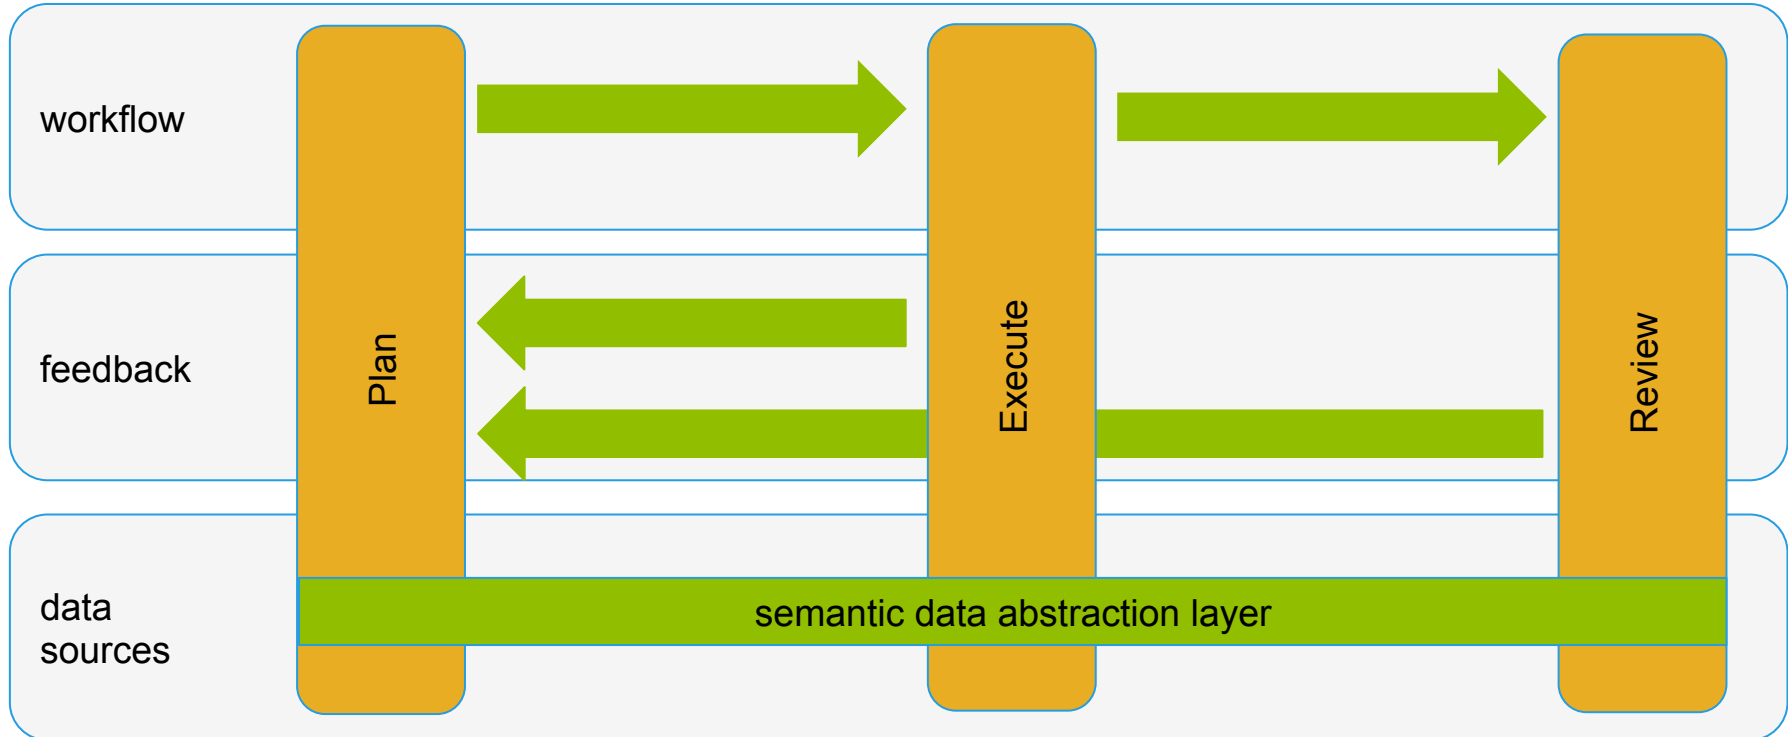 workflow
feedback
Plan
Execute
Review
data
sources
semantic data abstraction layer